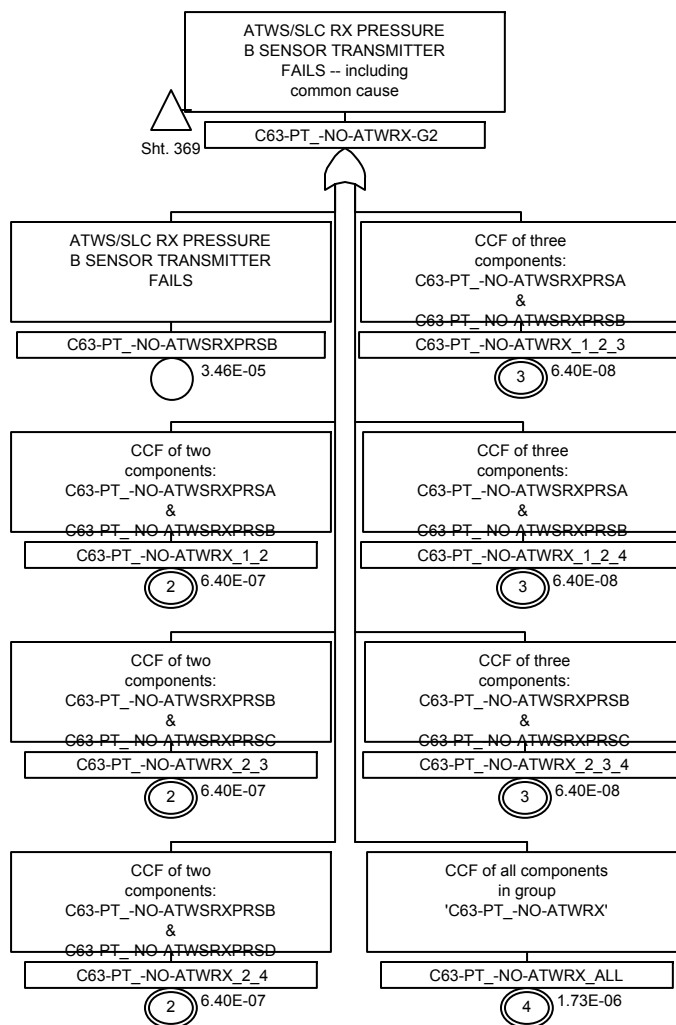 ATWS/SLC RX PRESSURE
B SENSOR TRANSMITTER
FAILS -- including
common cause
Sht. 369
C63-PT_-NO-ATWRX-G2
ATWS/SLC RX PRESSURE
B SENSOR TRANSMITTER
FAILS
C63-PT_-NO-ATWSRXPRSB
3.46E-05
CCF of three
components:
C63-PT_-NO-ATWSRXPRSA
&
C63-PT_-NO-ATWSRXPRSB
C63-PT_-NO-ATWRX_1_2_3
3
6.40E-08
CCF of two
components:
C63-PT_-NO-ATWSRXPRSA
&
C63-PT_-NO-ATWSRXPRSB
C63-PT_-NO-ATWRX_1_2
2
6.40E-07
CCF of three
components:
C63-PT_-NO-ATWSRXPRSA
&
C63-PT_-NO-ATWSRXPRSB
C63-PT_-NO-ATWRX_1_2_4
3
6.40E-08
CCF of two
components:
C63-PT_-NO-ATWSRXPRSB
&
C63-PT_-NO-ATWSRXPRSC
C63-PT_-NO-ATWRX_2_3
2
6.40E-07
CCF of three
components:
C63-PT_-NO-ATWSRXPRSB
&
C63-PT_-NO-ATWSRXPRSC
C63-PT_-NO-ATWRX_2_3_4
3
6.40E-08
CCF of two
components:
C63-PT_-NO-ATWSRXPRSB
&
C63-PT_-NO-ATWSRXPRSD
C63-PT_-NO-ATWRX_2_4
2
6.40E-07
CCF of all components
in group
'C63-PT_-NO-ATWRX'
C63-PT_-NO-ATWRX_ALL
4
1.73E-06